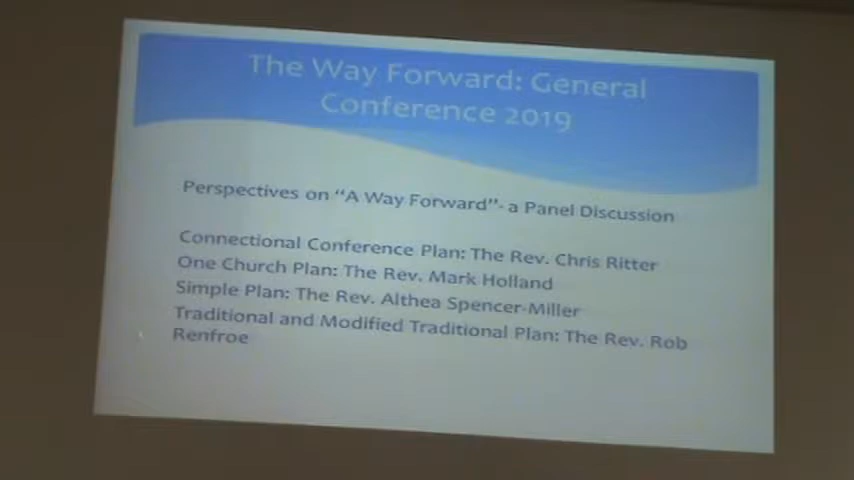 The Way Forward: General
Conference 2019
Perspectives on “A Way Forward”- a Panel Discussion
Connectional Conference Plan: The Rev. Chris Ritter
One Church Plan: The Rev. Mark Holland
Simple Plan: The Rev. Althea Spencer-Miller
Traditional and Modified Traditional Plan: The Rev. Rob
Renfroe